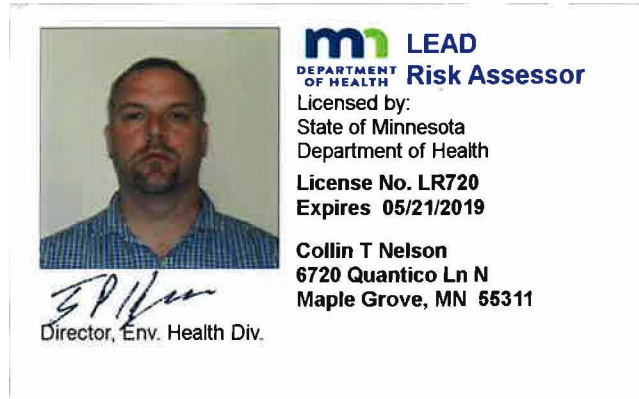 mn LEAD
DEPARTMENT OF HEALTH Risk Assessor
Licensed by:
State of Minnesota
Department of Health
License No. LR720
Expires 05/21/2019
Collin T Nelson
6720 Quantico Ln N
Maple Grove, MN 55311
Director, Env. Health Div.